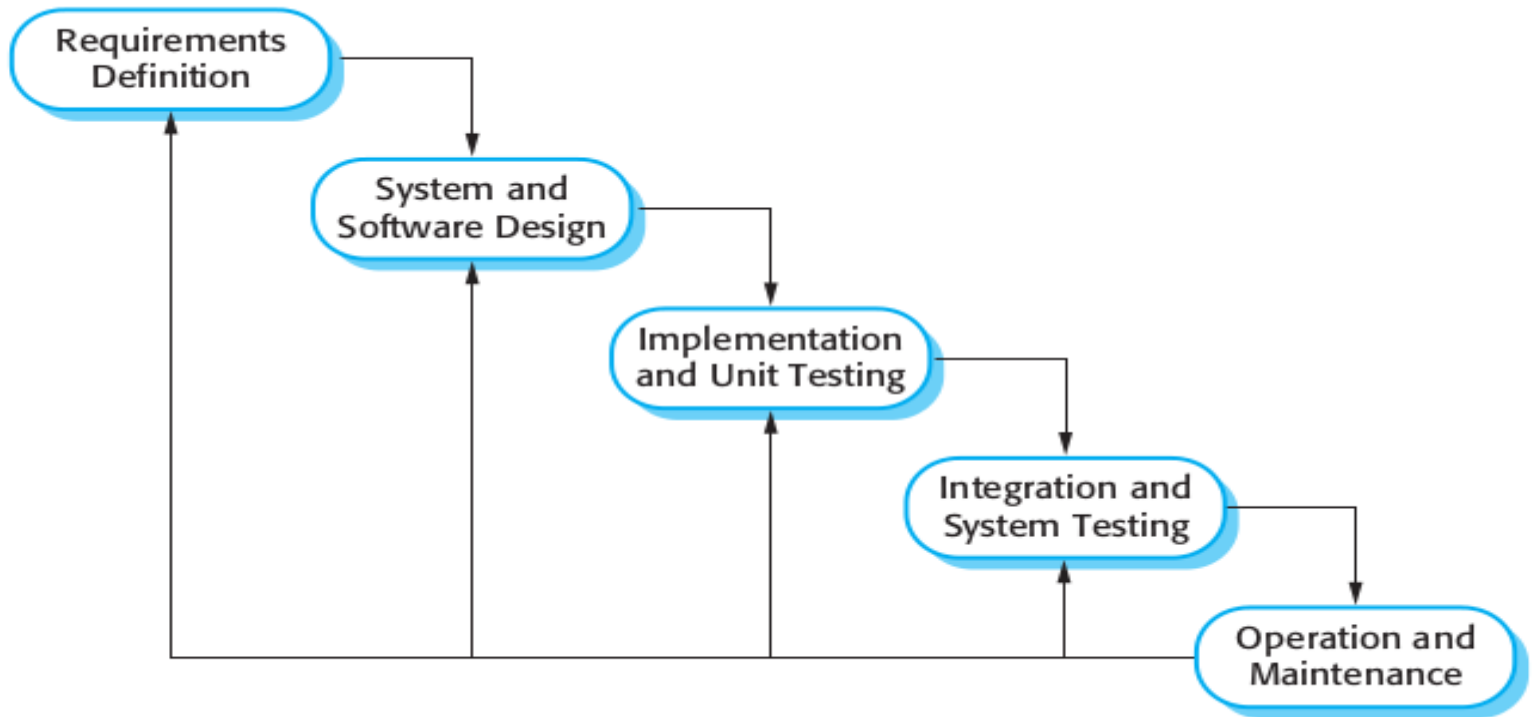 Requirements
Definition
System and
Software Design
Implementation
and Unit Testing
Integration and
System Testing
Operation and
Maintenance